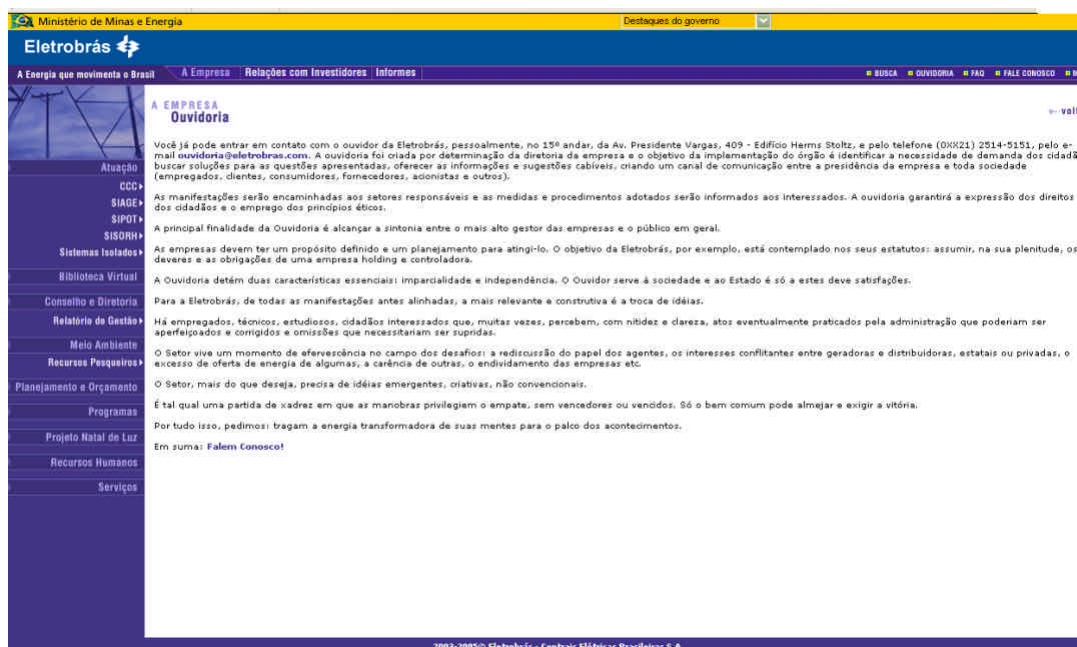 Ministério de Minas e Energia
Destaques do governo
Eletrobrás
A Energia que movimenta o Brasil
A Empresa
Relações com Investidores
Informes
BUSCA
OUVIDORIA
FAQ
FALE CONOSCO
A EMPRESA
Ouvidoria
Você já pode entrar em contato com o ouvidor da Eletrobrás, pessoalmente, no 15º andar, da Av. Presidente Vargas, 409 - Edifício Herms Stoltz, e pelo telefone (0XX21) 2514-5151, pelo e-
mail ouvidoria@eletrobras.com. A ouvidoria foi criada por determinação da diretoria da empresa e o objetivo da implementação do órgão é identificar a necessidade de demanda dos cidadã
buscar soluções para as questões apresentadas, oferecer as informações e sugestões cabíveis, criando um canal de comunicação entre a presidência da empresa e toda sociedade
(empregados, clientes, consumidores, fornecedores, acionistas e outros).
As manifestações serão encaminhadas aos setores responsáveis e as medidas e procedimentos adotados serão informados aos interessados. A ouvidoria garantirá a expressão dos direitos
dos cidadãos e o emprego dos princípios éticos.
A principal finalidade da Ouvidoria é alcançar a sintonia entre o mais alto gestor das empresas e o público em geral.
As empresas devem ter um propósito definido e um planejamento para atingi-lo. O objetivo da Eletrobrás, por exemplo, está contemplado nos seus estatutos: assumir, na sua plenitude, os
deveres e as obrigações de uma empresa holding e controladora.
A Ouvidoria detém duas características essenciais: imparcialidade e independência. O Ouvidor serve à sociedade e ao Estado é só a estes deve satisfações.
Para a Eletrobrás, de todas as manifestações antes alinhadas, a mais relevante e construtiva é a troca de idéias.
Há empregados, técnicos, estudiosos, cidadãos interessados que, muitas vezes, percebem, com nitidez e clareza, atos eventualmente praticados pela administração que poderiam ser
aperfeiçoados e corrigidos e omissões que necessitariam ser supridas.
O Setor vive um momento de efervescência no campo dos desafios: a rediscussão do papel dos agentes, os interesses conflitantes entre geradoras e distribuidoras, estatais ou privadas, o
excesso de oferta de energia de algumas, a carência de outras, o endividamento das empresas etc.
O Setor, mais do que deseja, precisa de idéias emergentes, criativas, não convencionais.
É tal qual uma partida de xadrez em que as manobras privilegiem o empate, sem vencedores ou vencidos. Só o bem comum pode almejar e exigir a vitória.
Por tudo isso, pedimos: tragam a energia transformadora de suas mentes para o palco dos acontecimentos.
Em suma: Falem Conosco!
Atuação
CCC
SIAGE
SIPOT
SISORH
Sistemas Isolados
Biblioteca Virtual
Conselho e Diretoria
Relatório de Gestão
Meio Ambiente
Recursos Pesqueiros
Planejamento e Orçamento
Programas
Projeto Natal de Luz
Recursos Humanos
Serviços
2003-2005© Eletrobrás - Centrais Elétricas Brasileiras S.A.